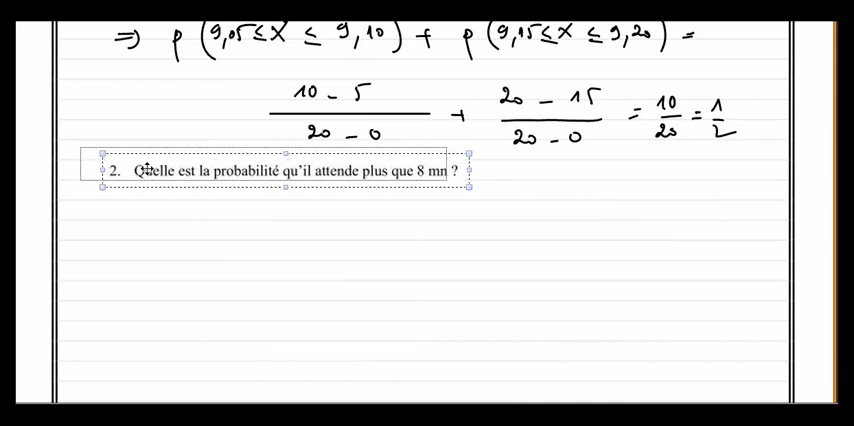 => p (9,05 ≤ X ≤ 9,10) + p (9,15 ≤ X ≤ 9,20) =
10 - 5 / 20 - 0 + 20 - 15 / 20 - 0 = 10/20 = 1/2
2. Quelle est la probabilité qu'il attende plus que 8 mn ?